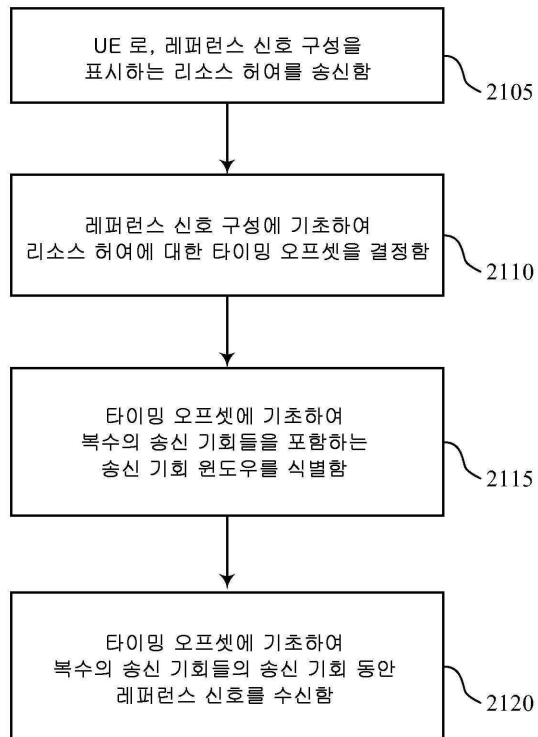 UE 로, 레퍼런스 신호 구성을
표시하는 리소스 허여를 송신함
2105
레퍼런스 신호 구성에 기초하여
리소스 허여에 대한 타이밍 오프셋을 결정함
2110
타이밍 오프셋에 기초하여
복수의 송신 기회들을 포함하는
송신 기회 윈도우를 식별함
2115
타이밍 오프셋에 기초하여
복수의 송신 기회들의 송신 기회 동안
레퍼런스 신호를 수신함
2120